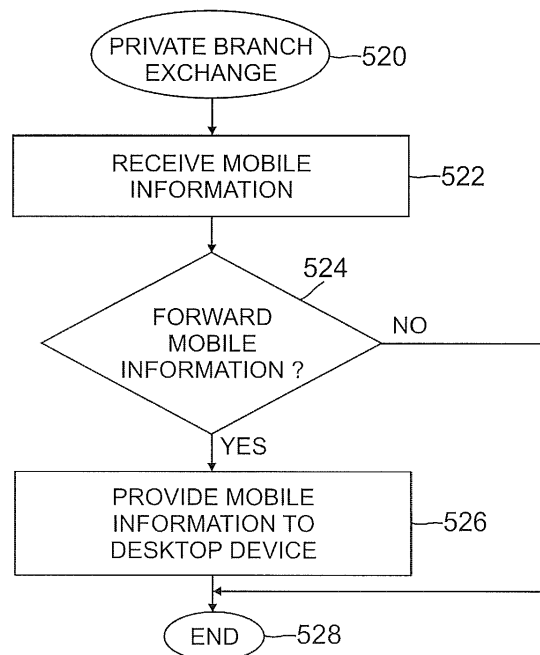 PRIVATE BRANCH
EXCHANGE
520
RECEIVE MOBILE
INFORMATION
522
524
FORWARD
MOBILE
INFORMATION ?
NO
YES
PROVIDE MOBILE
INFORMATION TO
DESKTOP DEVICE
526
END
528